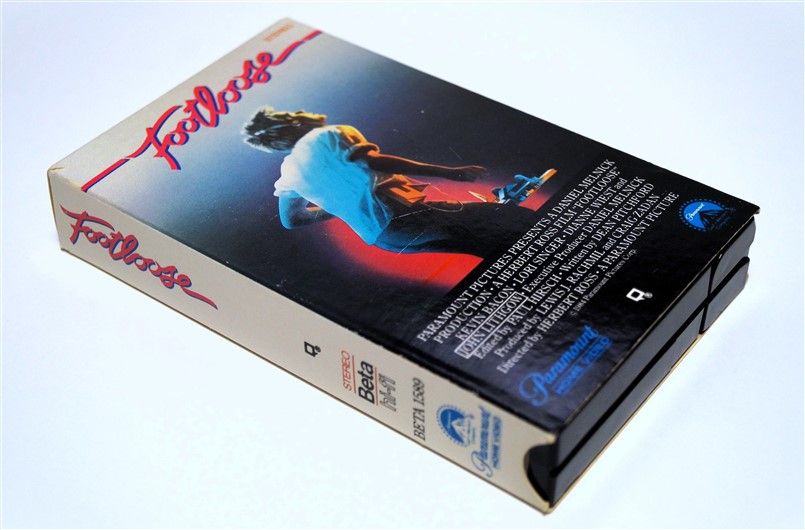 STEREO
Footloose
PARAMOUNT PICTURES PRESENTS A DANIEL MELNICK
PRODUCTION · A HERBERT ROSS FILM "FOOTLOOSE"
KEVIN BACON · LORI SINGER · DIANNE WIEST and
JOHN LITHGOW Executive Producer DANIEL MELNICK
Edited by PAUL HIRSCH Written by DEAN PITCHFORD
Produced by LEWIS J. RACHMIL and CRAIG ZADAN
Directed by HERBERT ROSS · A PARAMOUNT PICTURE
Paramount
Paramount
HOME VIDEO
Footloose
STEREO
Beta
hi-fi
BETA 1589
Paramount
HOME VIDEO